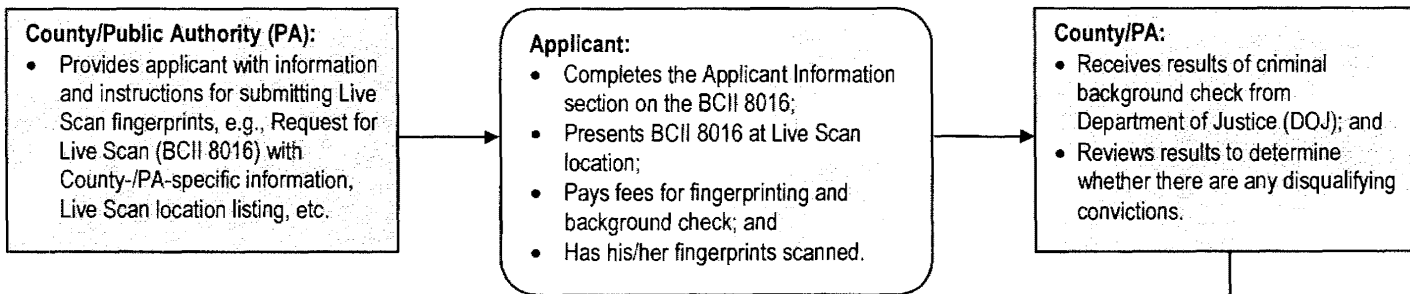 County/Public Authority (PA):
• Provides applicant with information
and instructions for submitting Live
Scan fingerprints, e.g., Request for
Live Scan (BCII 8016) with
County-/PA-specific information,
Live Scan location listing, etc.
Applicant:
• Completes the Applicant Information
section on the BCII 8016;
• Presents BCII 8016 at Live Scan
location;
• Pays fees for fingerprinting and
background check; and
• Has his/her fingerprints scanned.
County/PA:
• Receives results of criminal
background check from
Department of Justice (DOJ); and
• Reviews results to determine
whether there are any disqualifying
convictions.